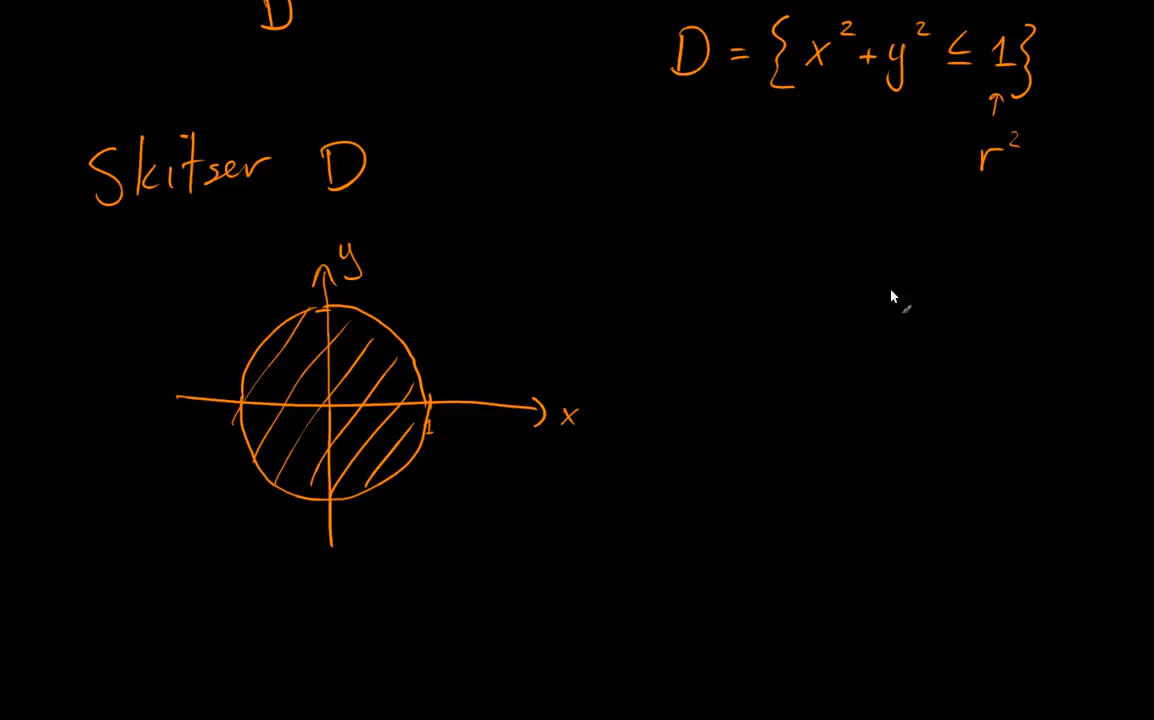 D
D = {x² + y² ≤ 1}
↑
r²
Skitser D
y
x
1